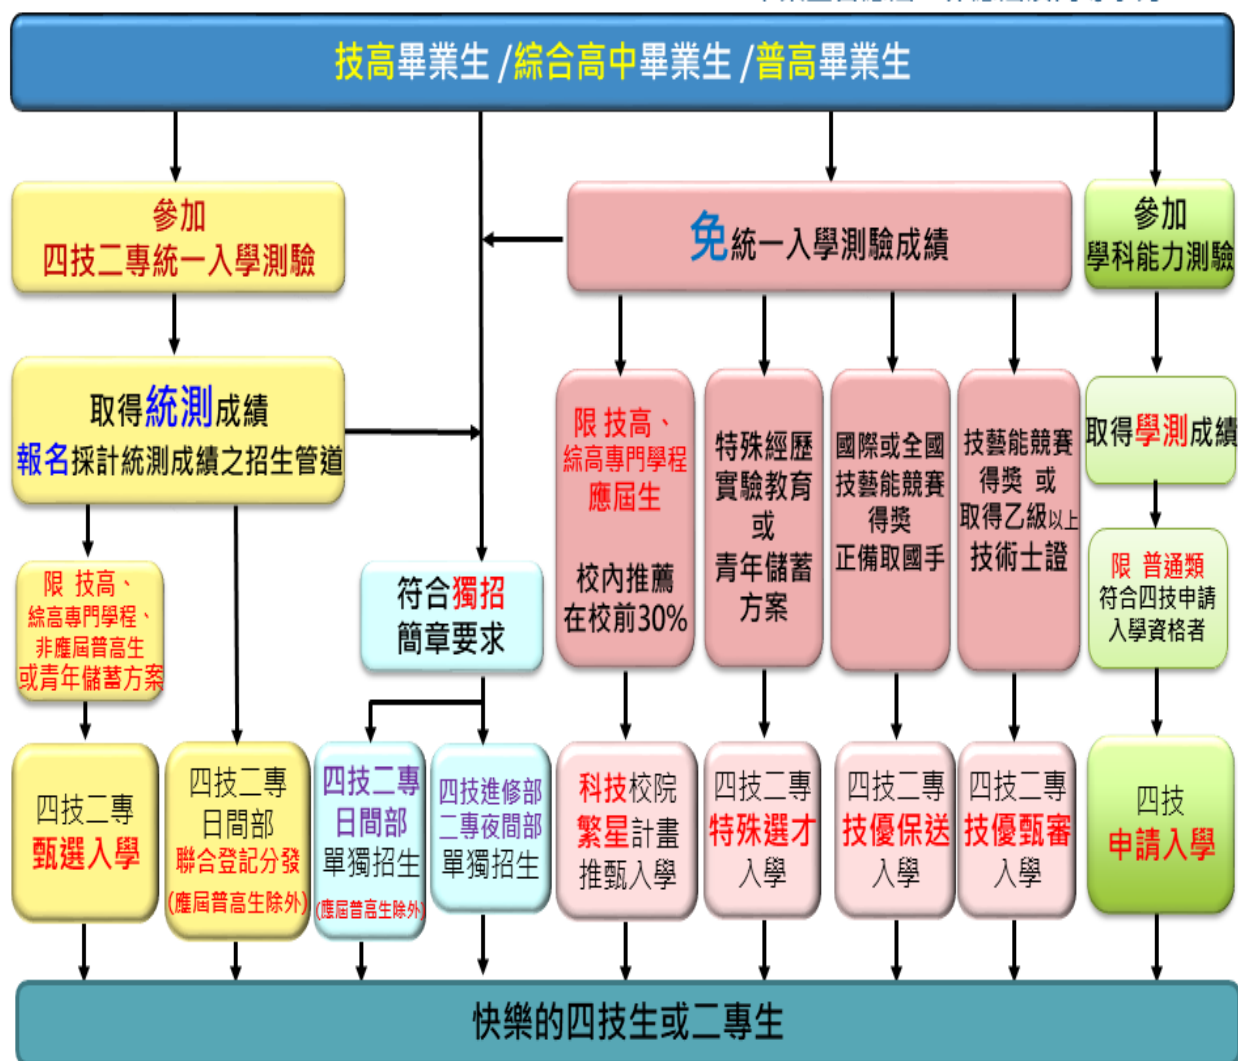 技高畢業生 /綜合高中畢業生 /普高畢業生
參加
四技二專統一入學測驗
免統一入學測驗成績
參加
學科能力測驗
取得統測成績
報名採計統測成績之招生管道
限 技高、
綜高專門學程
應屆生
校內推薦
在校前30%
特殊經歷
實驗教育
或
青年儲蓄
方案
國際或全國
技藝能競賽
得獎
正備取國手
技藝能競賽
得獎 或
取得乙級以上
技術士證
取得學測成績
限 技高、
綜高專門學程、
非應屆普高生
或青年儲蓄方案
符合獨招
簡章要求
限 普通類
符合四技申請
入學資格者
四技二專
甄選入學
四技二專
日間部
聯合登記分發
(應屆普高生除外)
四技二專
日間部
單獨招生
(應屆普高生除外)
四技進修部
二專夜間部
單獨招生
科技校院
繁星計畫
推甄入學
四技二專
特殊選才
入學
四技二專
技優保送
入學
四技二專
技優甄審
入學
四技
申請入學
快樂的四技生或二專生